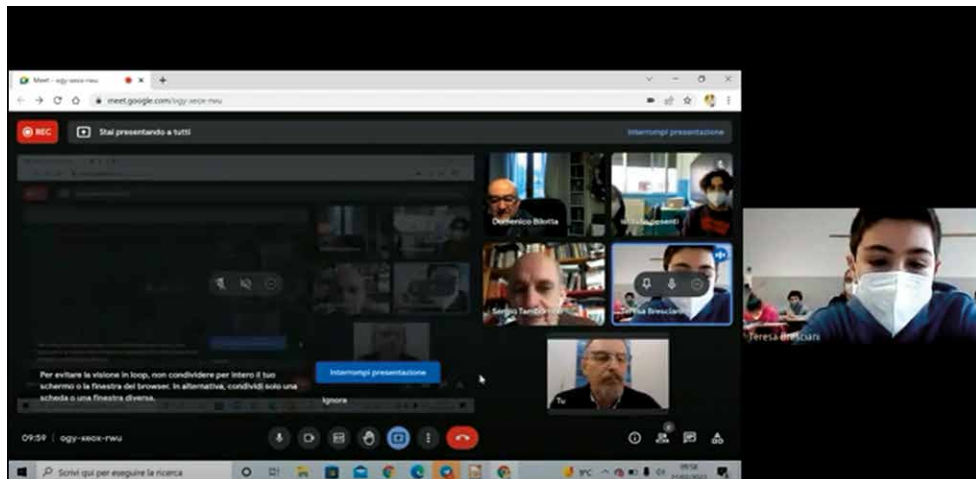 Meet - ogy-xeox-rwu
meet.google.com/ogy-xeox-rwu
REC
Stai presentando a tutti
Interrompi presentazione
Domenico Bilotta
Teresa Bresciani
Tu
Per evitare la visione in loop, non condividere per intero il tuo
schermo o la finestra del browser. In alternativa, condividi solo una
scheda o una finestra diversa.
Interrompi presentazione
Ignora
09:59 | ogy-xeox-rwu
Scrivi qui per eseguire la ricerca
9°C
09:58
Teresa Bresciani